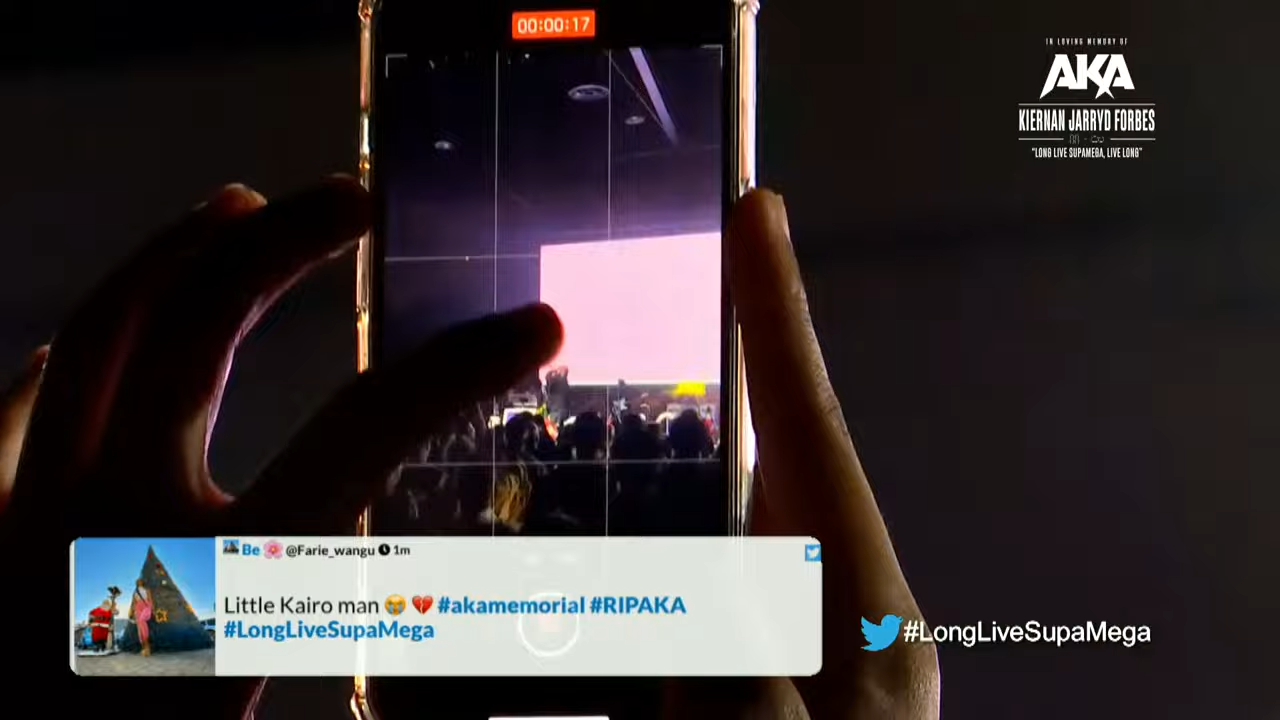 00:00:17
IN LOVING MEMORY OF
AKA
KIERNAN JARRYD FORBES
"LONG LIVE SUPAMEGA, LIVE LONG"
Be @Farie_wangu 1m
Little Kairo man 😭 💔 #akamemorial #RIPAKA
#LongLiveSupaMega
#LongLiveSupaMega